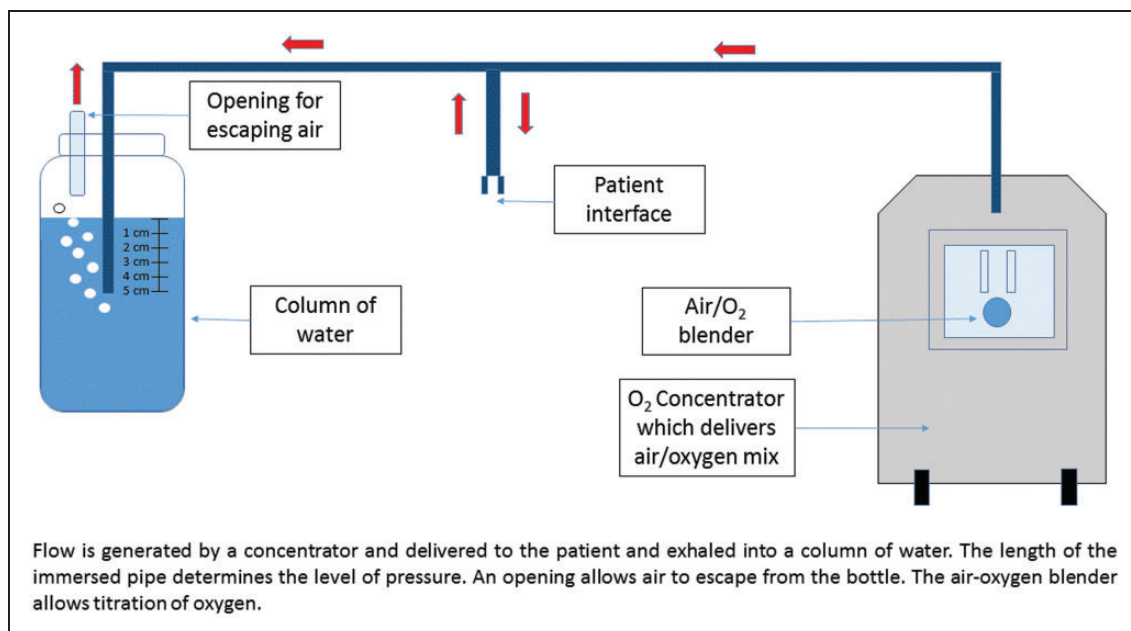 Opening for
escaping air
Patient
interface
1 cm
2 cm
3 cm
4 cm
5 cm
Column of
water
Air/O₂
blender
O₂ Concentrator
which delivers
air/oxygen mix
Flow is generated by a concentrator and delivered to the patient and exhaled into a column of water. The length of the
immersed pipe determines the level of pressure. An opening allows air to escape from the bottle. The air-oxygen blender
allows titration of oxygen.